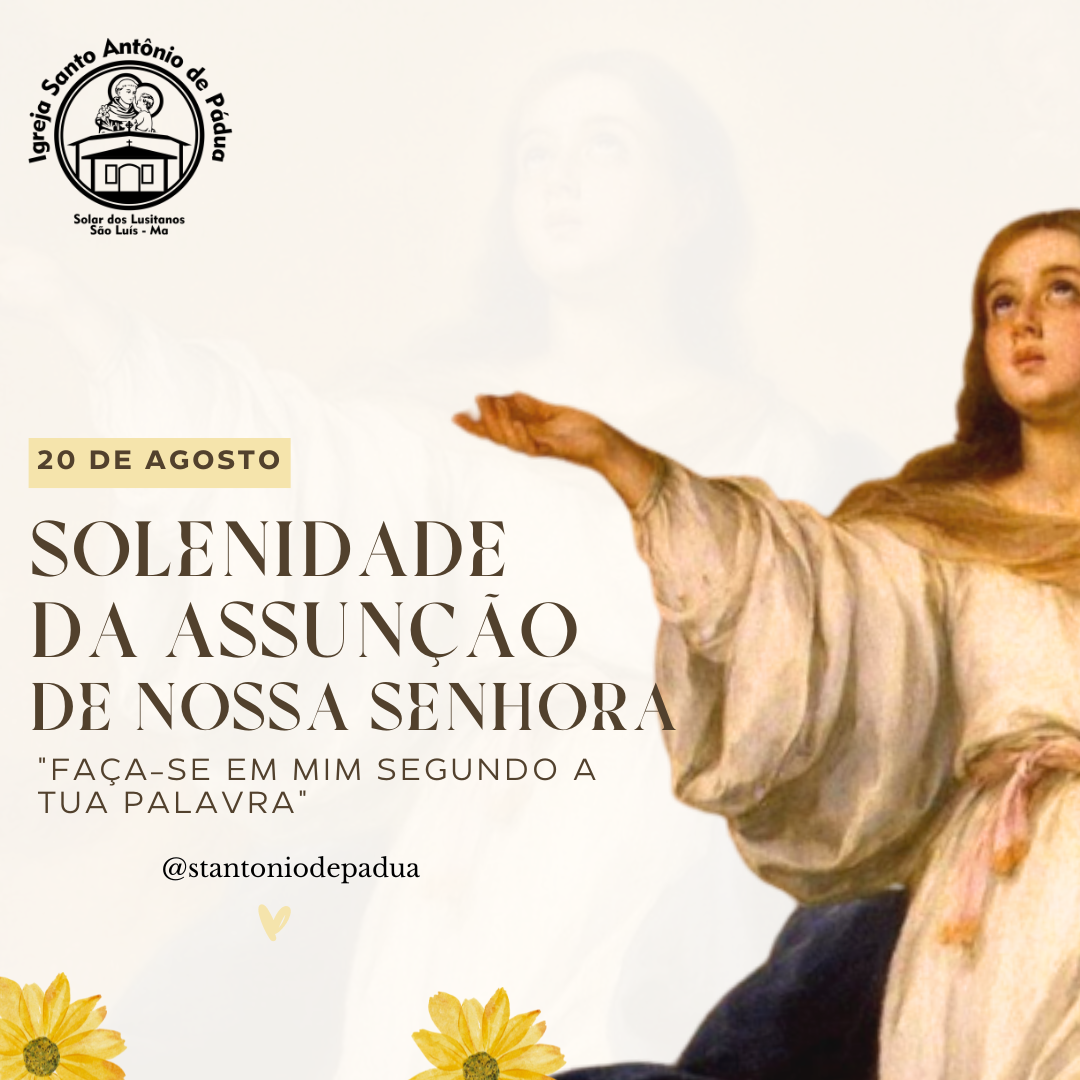 Igreja Santo Antônio de Pádua
Solar dos Lusitanos
São Luís - Ma
20 DE AGOSTO
SOLENIDADE
DA ASSUNÇÃO
DE NOSSA SENHORA
"FAÇA-SE EM MIM SEGUNDO A
TUA PALAVRA"
@stantoniodepadua